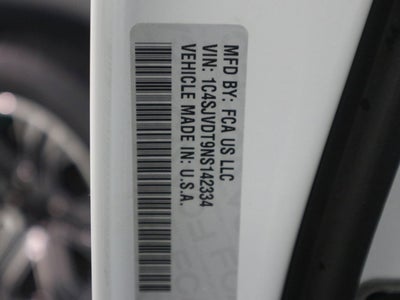 MFD BY: FCA US LLC
VIN: 1C4SJVDT9NS142334
VEHICLE MADE IN: U.S.A.